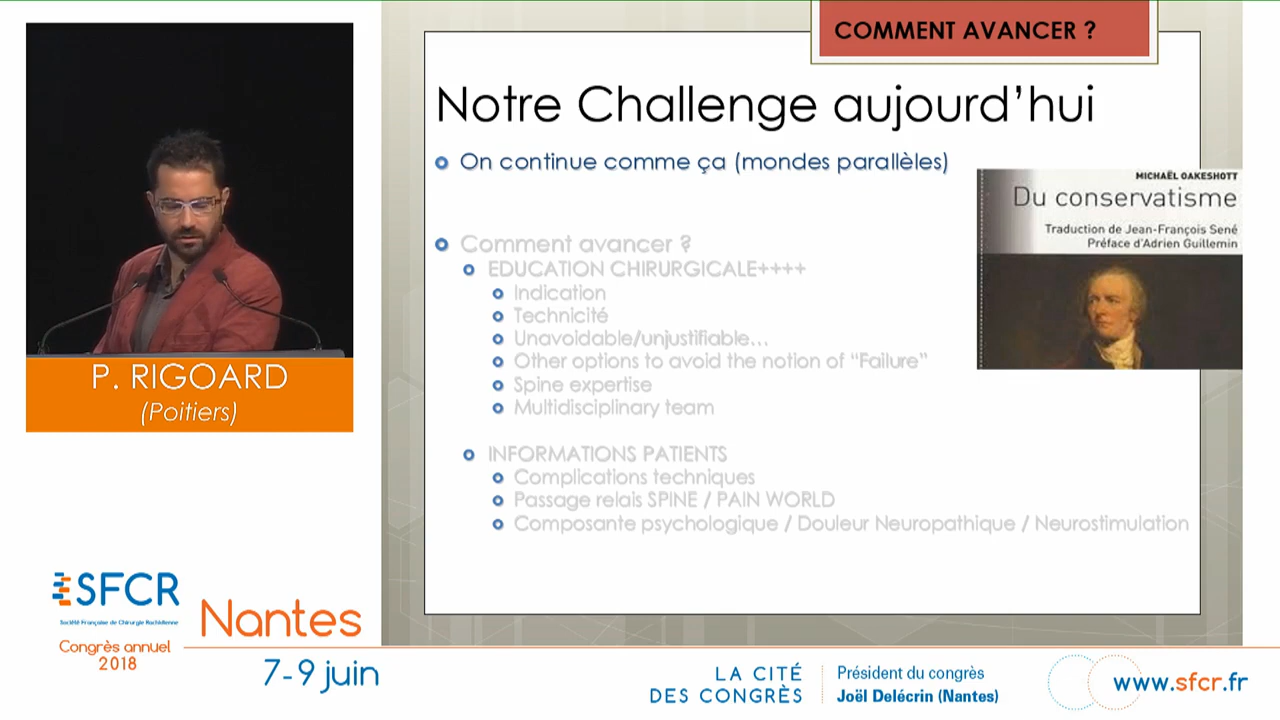 COMMENT AVANCER ?
Notre Challenge aujourd’hui
On continue comme ça (mondes parallèles)
MICHAËL OAKESHOTT
Du conservatisme
Traduction de Jean-François Sené
Préface d'Adrien Guillemin
Comment avancer ?
EDUCATION CHIRURGICALE++++
Indication
Technicité
Unavoidable/unjustifiable…
Other options to avoid the notion of “Failure”
Spine expertise
Multidisciplinary team
INFORMATIONS PATIENTS
Complications techniques
Passage relais SPINE / PAIN WORLD
Composante psychologique / Douleur Neuropathique / Neurostimulation
P. RIGOARD
(Poitiers)
SFCR
Société Française de Chirurgie Rachidienne
Congrès annuel
2018
Nantes
7-9 juin
LA CITÉ
DES CONGRÈS
Président du congrès
Joël Delécrin (Nantes)
www.sfcr.fr